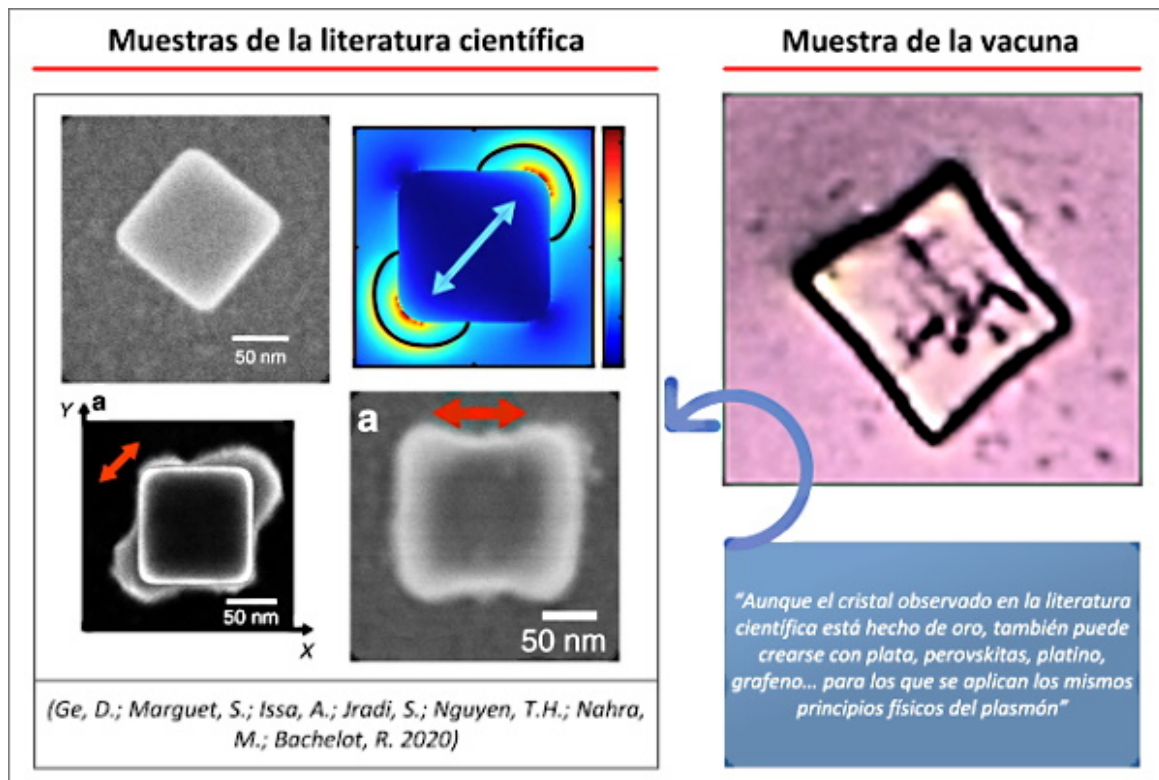 Muestras de la literatura científica
Muestra de la vacuna
50 nm
Y
a
50 nm
X
a
50 nm
(Ge, D.; Marguet, S.; Issa, A.; Jradi, S.; Nguyen, T.H.; Nahra,
M.; Bachelot, R. 2020)
"Aunque el cristal observado en la literatura
científica está hecho de oro, también puede
crearse con plata, perovskitas, platino,
grafeno... para los que se aplican los mismos
principios físicos del plasmón"